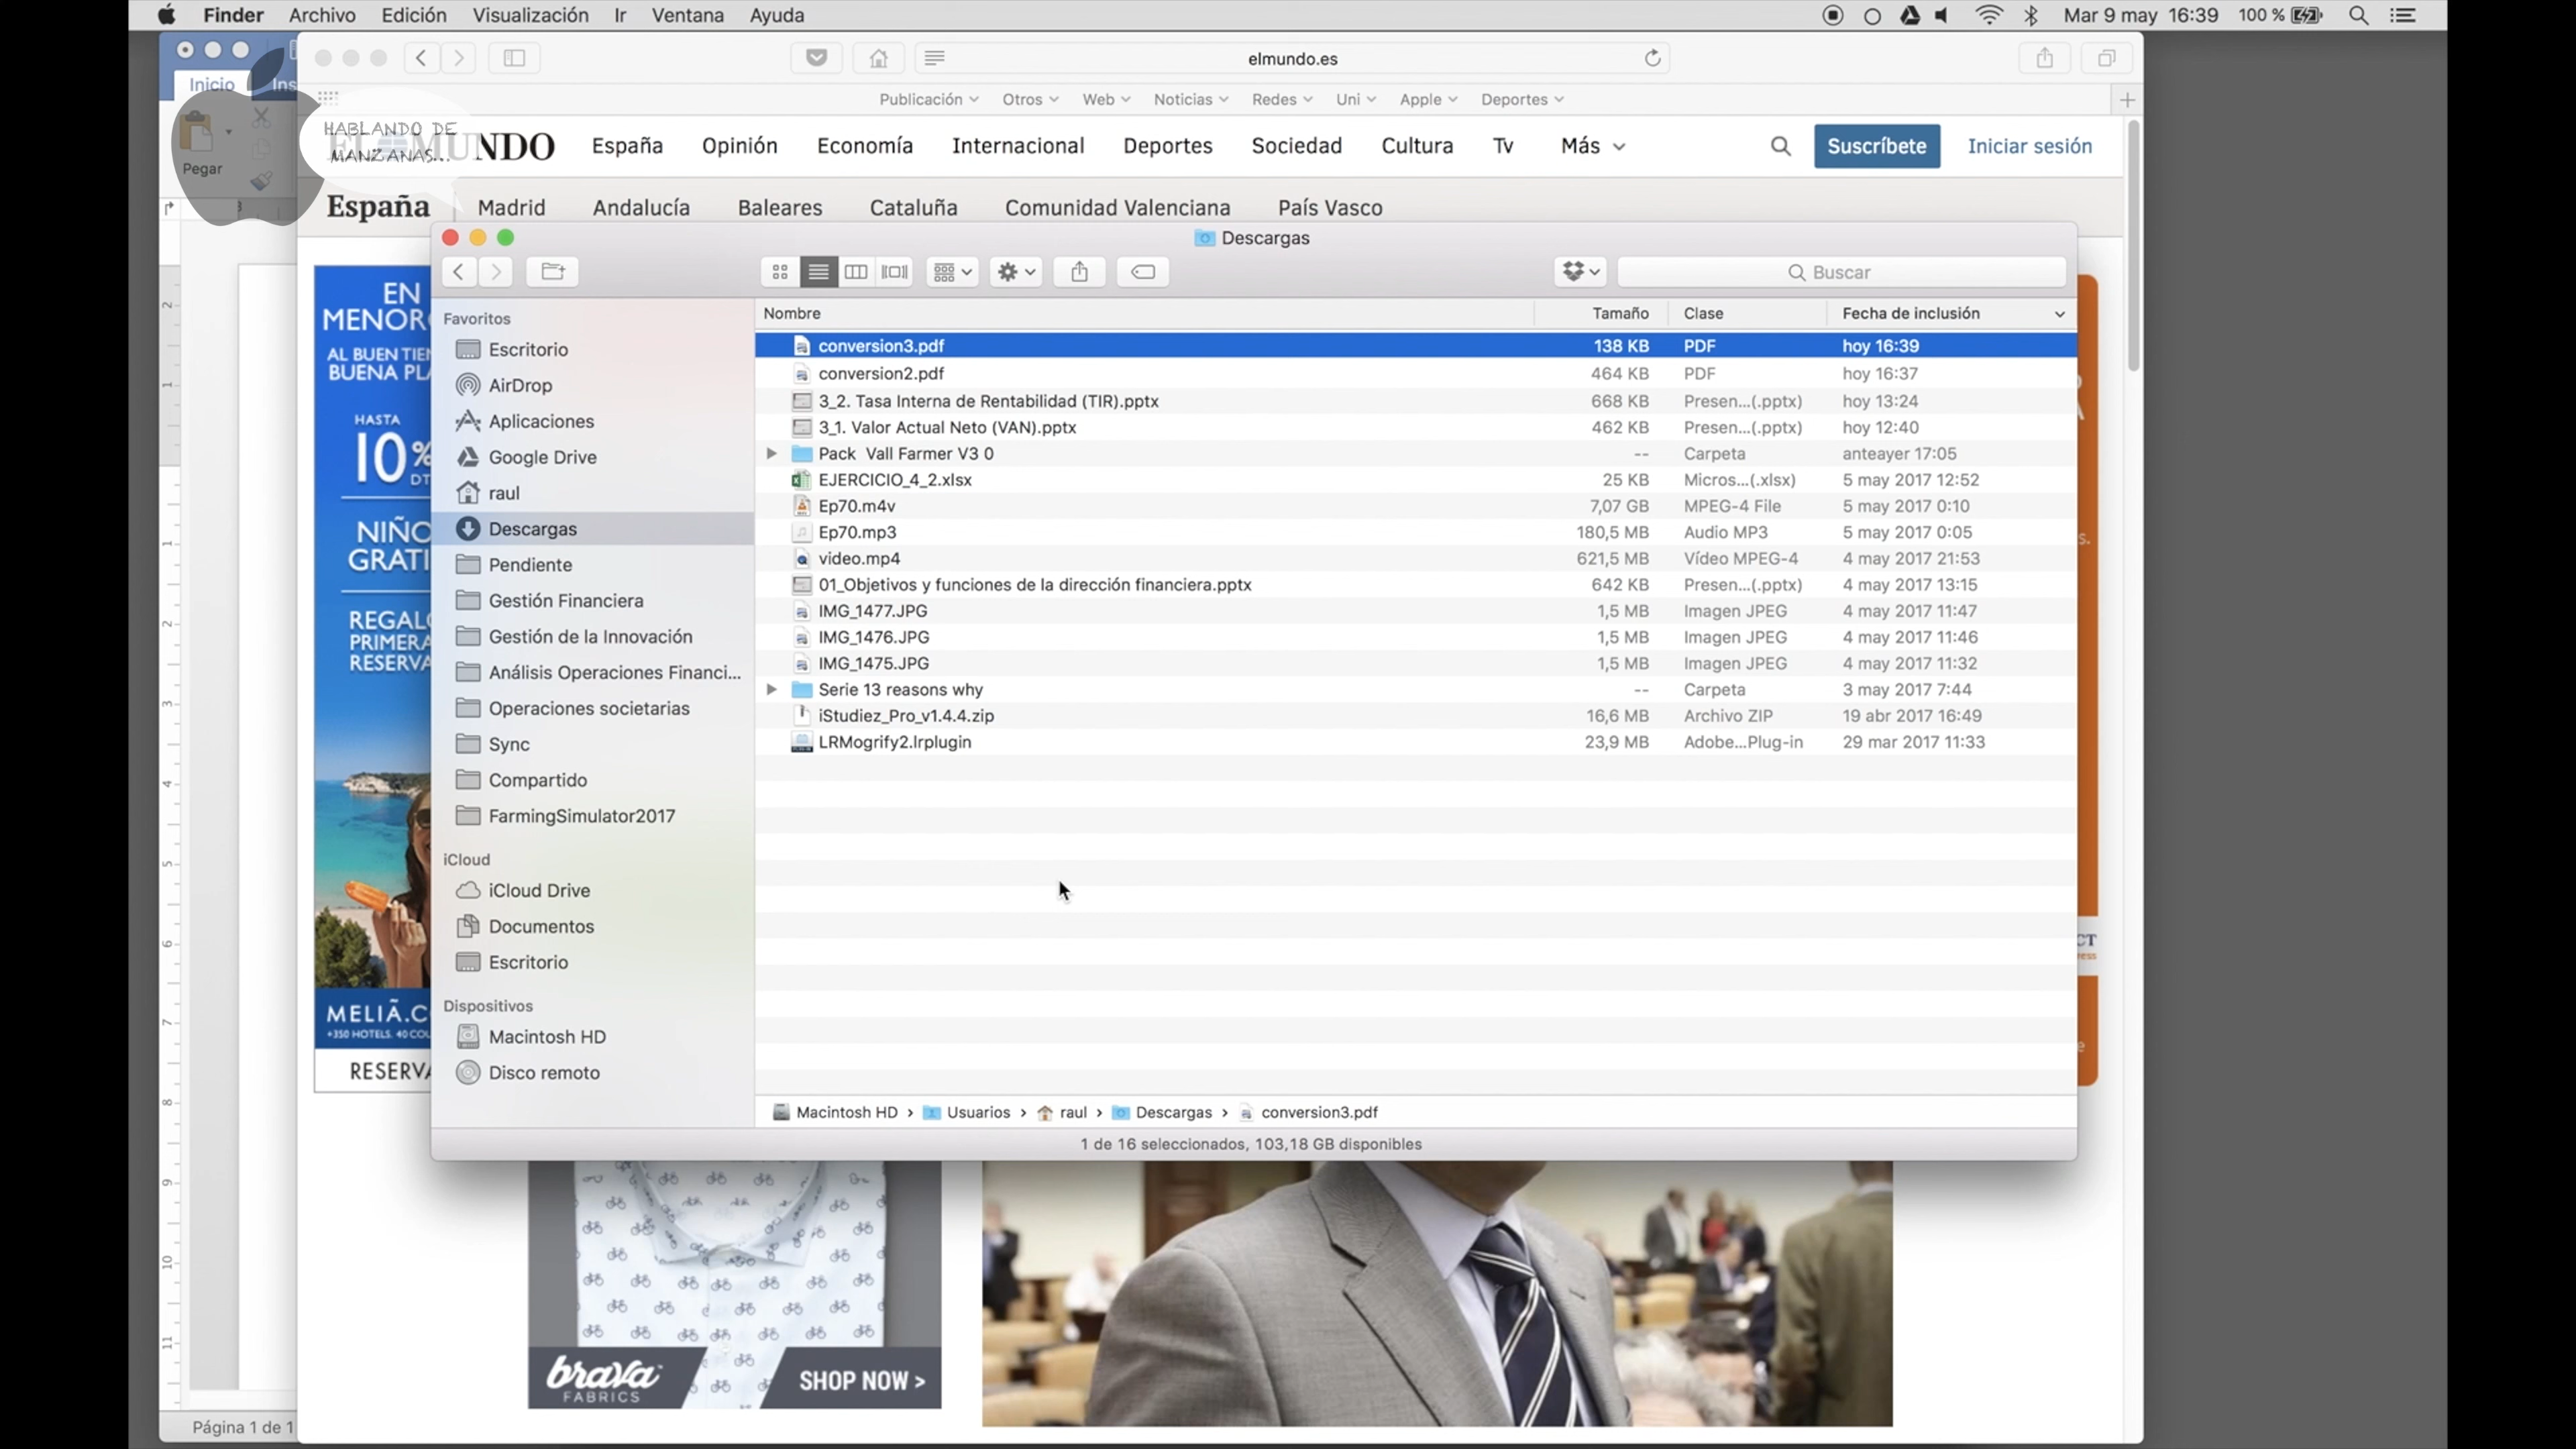 Finder Archivo Edición Visualización Ir Ventana Ayuda Mar 9 may 16:39 100 %
elmundo.es
Inicio Ins
Publicación Otros Web Noticias Redes Uni Apple Deportes
Pegar
HABLANDO DE
MANZANAS...
EL MUNDO España Opinión Economía Internacional Deportes Sociedad Cultura Tv Más Suscríbete Iniciar sesión
España Madrid Andalucía Baleares Cataluña Comunidad Valenciana País Vasco
Descargas
Buscar
Favoritos
Escritorio
AirDrop
Aplicaciones
Google Drive
raul
Descargas
Pendiente
Gestión Financiera
Gestión de la Innovación
Análisis Operaciones Financi...
Operaciones societarias
Sync
Compartido
FarmingSimulator2017
iCloud
iCloud Drive
Documentos
Escritorio
Dispositivos
Macintosh HD
Disco remoto
Nombre Tamaño Clase Fecha de inclusión
conversion3.pdf 138 KB PDF hoy 16:39
conversion2.pdf 464 KB PDF hoy 16:37
3_2. Tasa Interna de Rentabilidad (TIR).pptx 668 KB Presen...(.pptx) hoy 13:24
3_1. Valor Actual Neto (VAN).pptx 462 KB Presen...(.pptx) hoy 12:40
Pack Vall Farmer V3 0 -- Carpeta anteayer 17:05
EJERCICIO_4_2.xlsx 25 KB Micros...(.xlsx) 5 may 2017 12:52
Ep70.m4v 7,07 GB MPEG-4 File 5 may 2017 0:10
Ep70.mp3 180,5 MB Audio MP3 5 may 2017 0:05
video.mp4 621,5 MB Vídeo MPEG-4 4 may 2017 21:53
01_Objetivos y funciones de la dirección financiera.pptx 642 KB Presen...(.pptx) 4 may 2017 13:15
IMG_1477.JPG 1,5 MB Imagen JPEG 4 may 2017 11:47
IMG_1476.JPG 1,5 MB Imagen JPEG 4 may 2017 11:46
IMG_1475.JPG 1,5 MB Imagen JPEG 4 may 2017 11:32
Serie 13 reasons why -- Carpeta 3 may 2017 7:44
iStudiez_Pro_v1.4.4.zip 16,6 MB Archivo ZIP 19 abr 2017 16:49
LRMogrify2.lrplugin 23,9 MB Adobe...Plug-in 29 mar 2017 11:33
Macintosh HD › Usuarios › raul › Descargas › conversion3.pdf
1 de 16 seleccionados, 103,18 GB disponibles
EN
MENOR
AL BUEN TIE
BUENA PL
HASTA
10%
DT
NIÑO
GRATI
REGAL
PRIMERA
RESERVA
MELIÃ.C
+350 HOTELS. 40 COU
RESERVA
brava
FABRICS
SHOP NOW >
Página 1 de 1